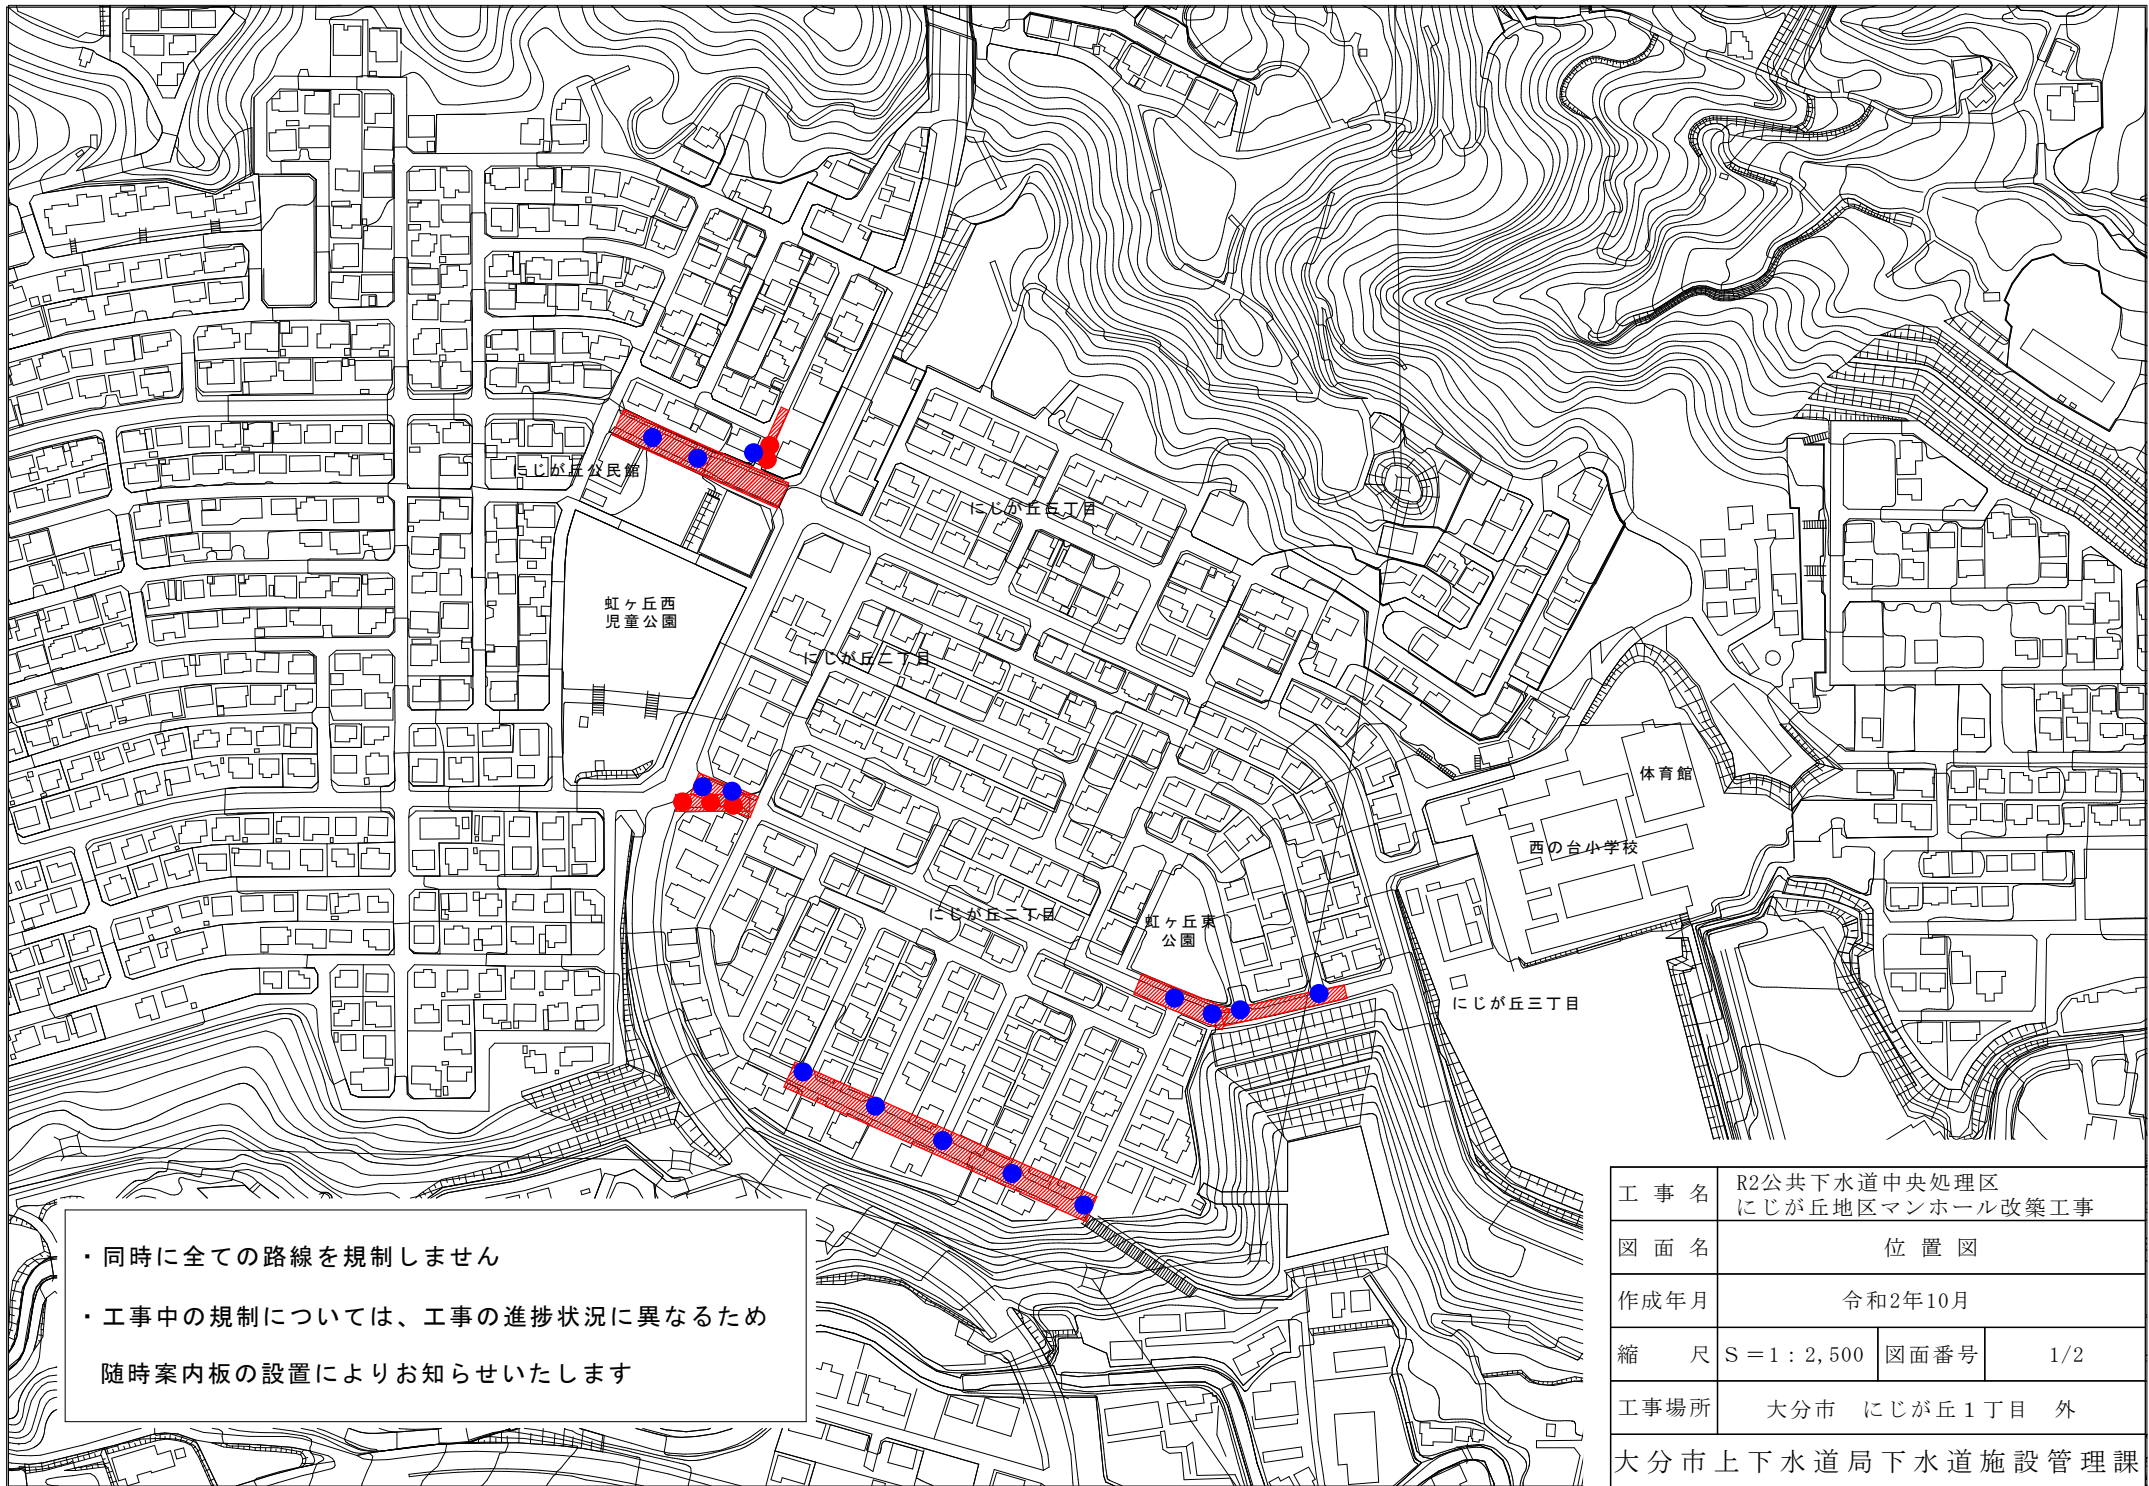 にじが丘公民館
にじが丘五丁目
虹ヶ丘西
児童公園
にじが丘二丁目
体育館
西の台小学校
にじが丘二丁目
虹ヶ丘東
公園
にじが丘三丁目
・同時に全ての路線を規制しません
・工事中の規制については、工事の進捗状況に異なるため
随時案内板の設置によりお知らせいたします
工事名 R2公共下水道中央処理区
にじが丘地区マンホール改築工事
図面名 位置図
作成年月 令和2年10月
縮尺 S=1:2,500 図面番号 1/2
工事場所 大分市 にじが丘1丁目 外
大分市上下水道局下水道施設管理課